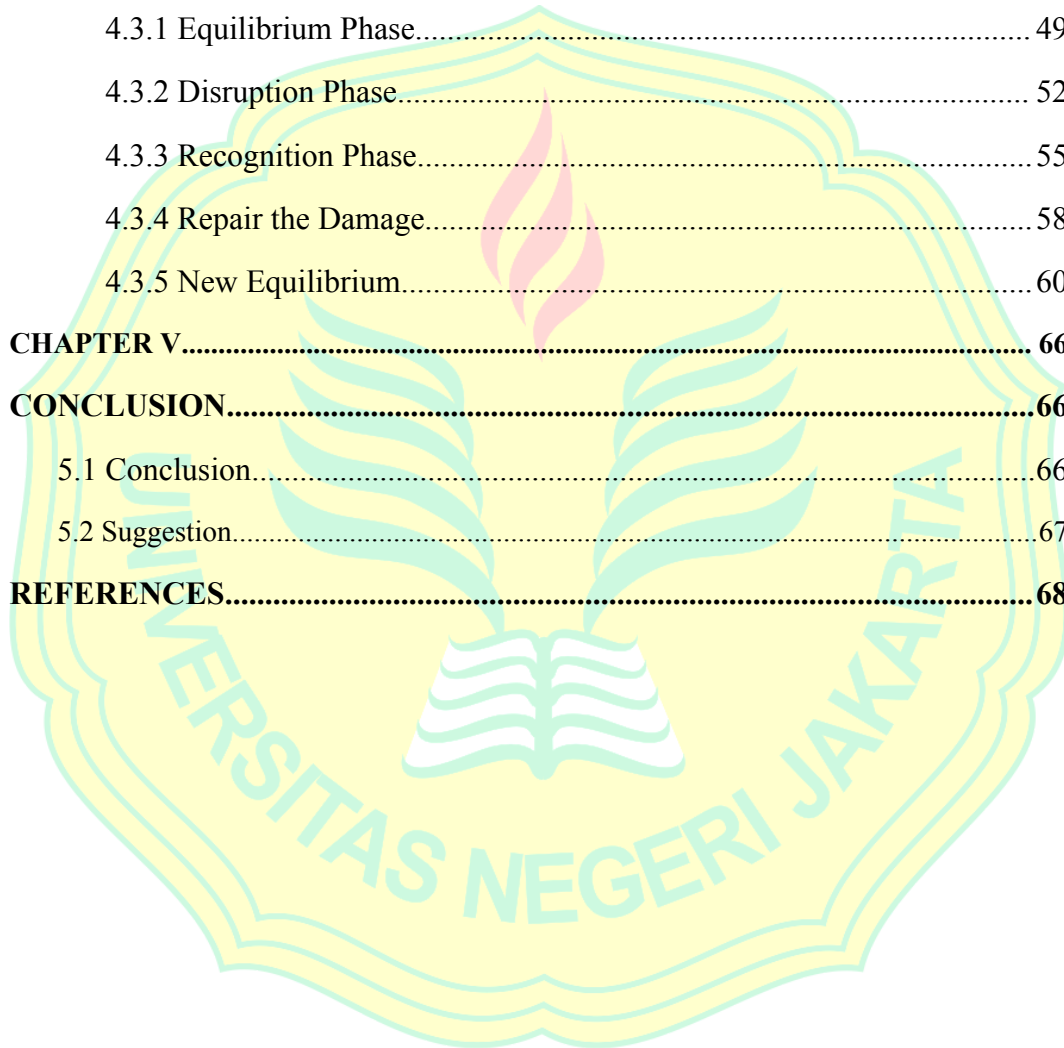 4.3.1 Equilibrium Phase........................................................................... 49
4.3.2 Disruption Phase.............................................................................. 52
4.3.3 Recognition Phase........................................................................... 55
4.3.4 Repair the Damage.......................................................................... 58
4.3.5 New Equilibrium............................................................................. 60
CHAPTER V.......................................................................................... 66
CONCLUSION.......................................................................................66
5.1 Conclusion.........................................................................................66
5.2 Suggestion.........................................................................................67
REFERENCES.......................................................................................68
UNIVERSITAS NEGERI JAKARTA